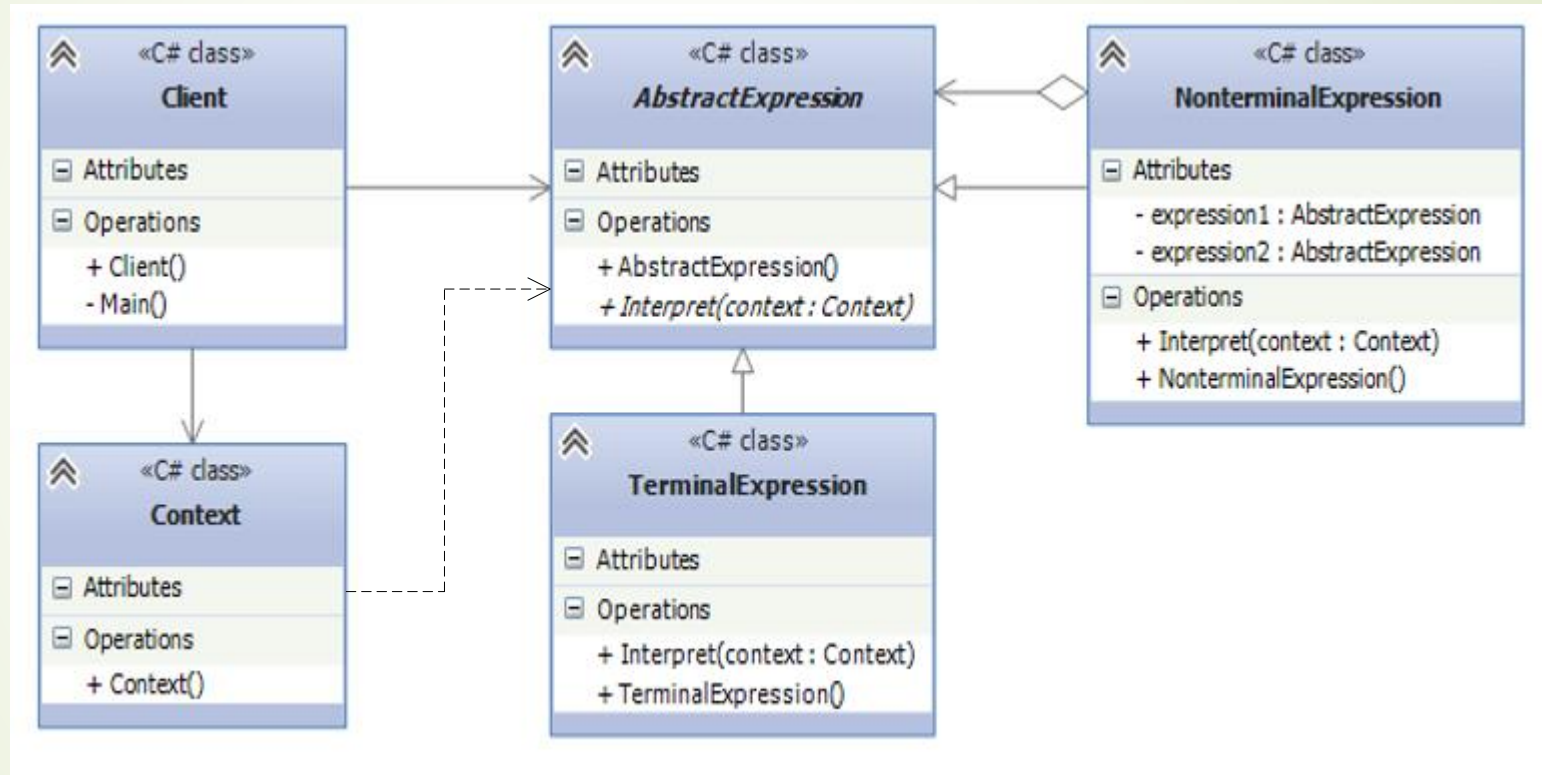 «C# class»
Client
Attributes
Operations
+ Client()
- Main()
«C# class»
AbstractExpression
Attributes
Operations
+ AbstractExpression()
+ Interpret(context : Context)
«C# class»
NonterminalExpression
Attributes
- expression1 : AbstractExpression
- expression2 : AbstractExpression
Operations
+ Interpret(context : Context)
+ NonterminalExpression()
«C# class»
Context
Attributes
Operations
+ Context()
«C# class»
TerminalExpression
Attributes
Operations
+ Interpret(context : Context)
+ TerminalExpression()